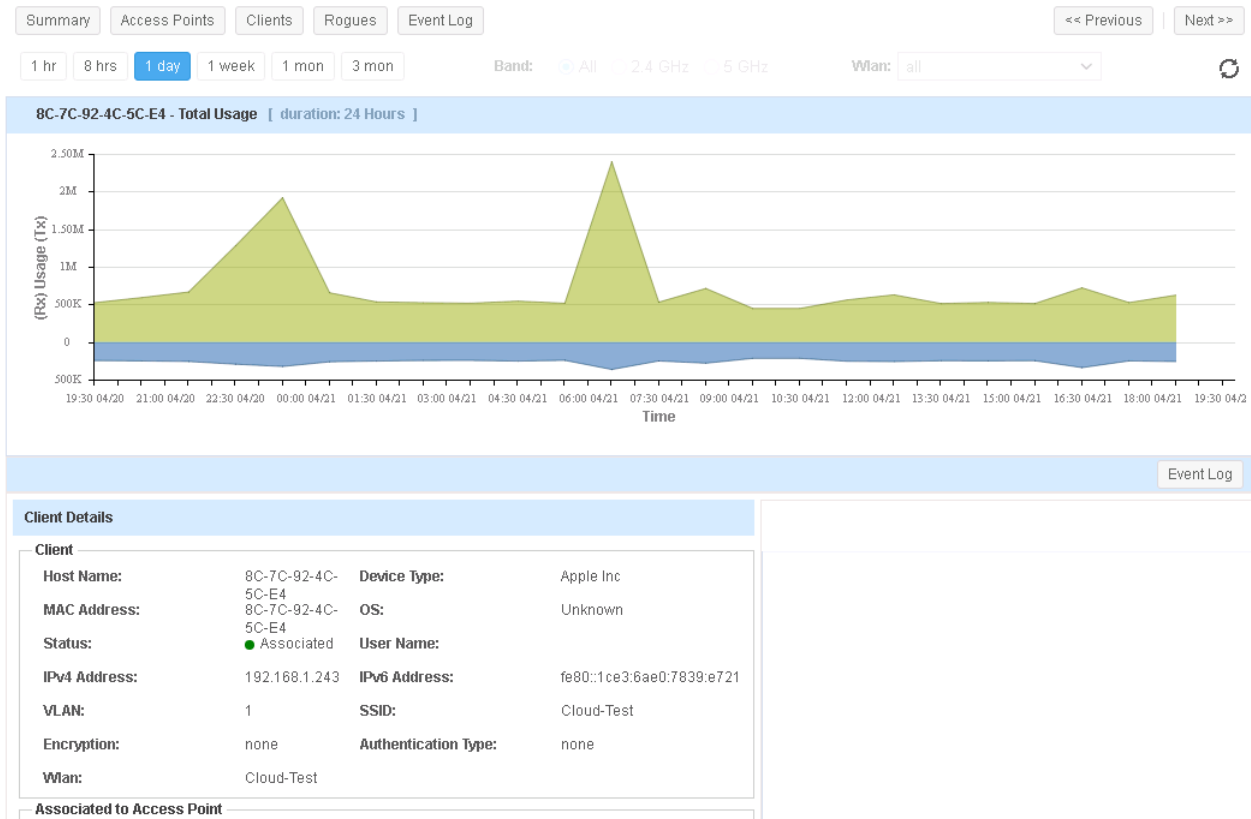 Summary Access Points Clients Rogues Event Log << Previous Next >>
1 hr 8 hrs 1 day 1 week 1 mon 3 mon Band: All 2.4 GHz 5 GHz Wlan: all
8C-7C-92-4C-5C-E4 - Total Usage [ duration: 24 Hours ]
2.50M
2M
1.50M
1M
500K
0
500K
(Rx) Usage (Tx)
19:30 04/20 21:00 04/20 22:30 04/20 00:00 04/21 01:30 04/21 03:00 04/21 04:30 04/21 06:00 04/21 07:30 04/21 09:00 04/21 10:30 04/21 12:00 04/21 13:30 04/21 15:00 04/21 16:30 04/21 18:00 04/21 19:30 04/2
Time
Event Log
Client Details
Client
Host Name: 8C-7C-92-4C- Device Type: Apple Inc
5C-E4
MAC Address: 8C-7C-92-4C- OS: Unknown
5C-E4
Status: Associated User Name:
IPv4 Address: 192.168.1.243 IPv6 Address: fe80::1ce3:6ae0:7839:e721
VLAN: 1 SSID: Cloud-Test
Encryption: none Authentication Type: none
Wlan: Cloud-Test
Associated to Access Point